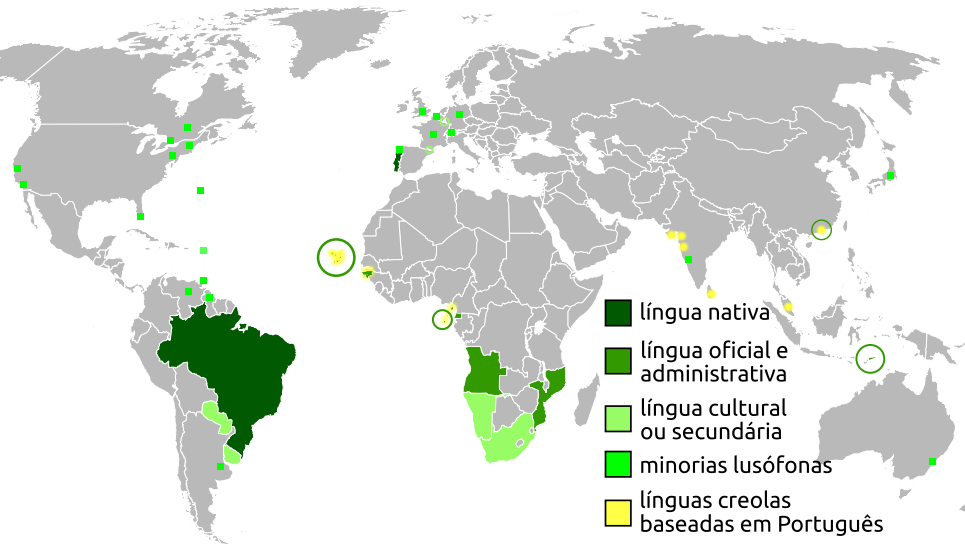 língua nativa
língua oficial e
administrativa
língua cultural
ou secundária
minorias lusófonas
línguas creolas
baseadas em Português